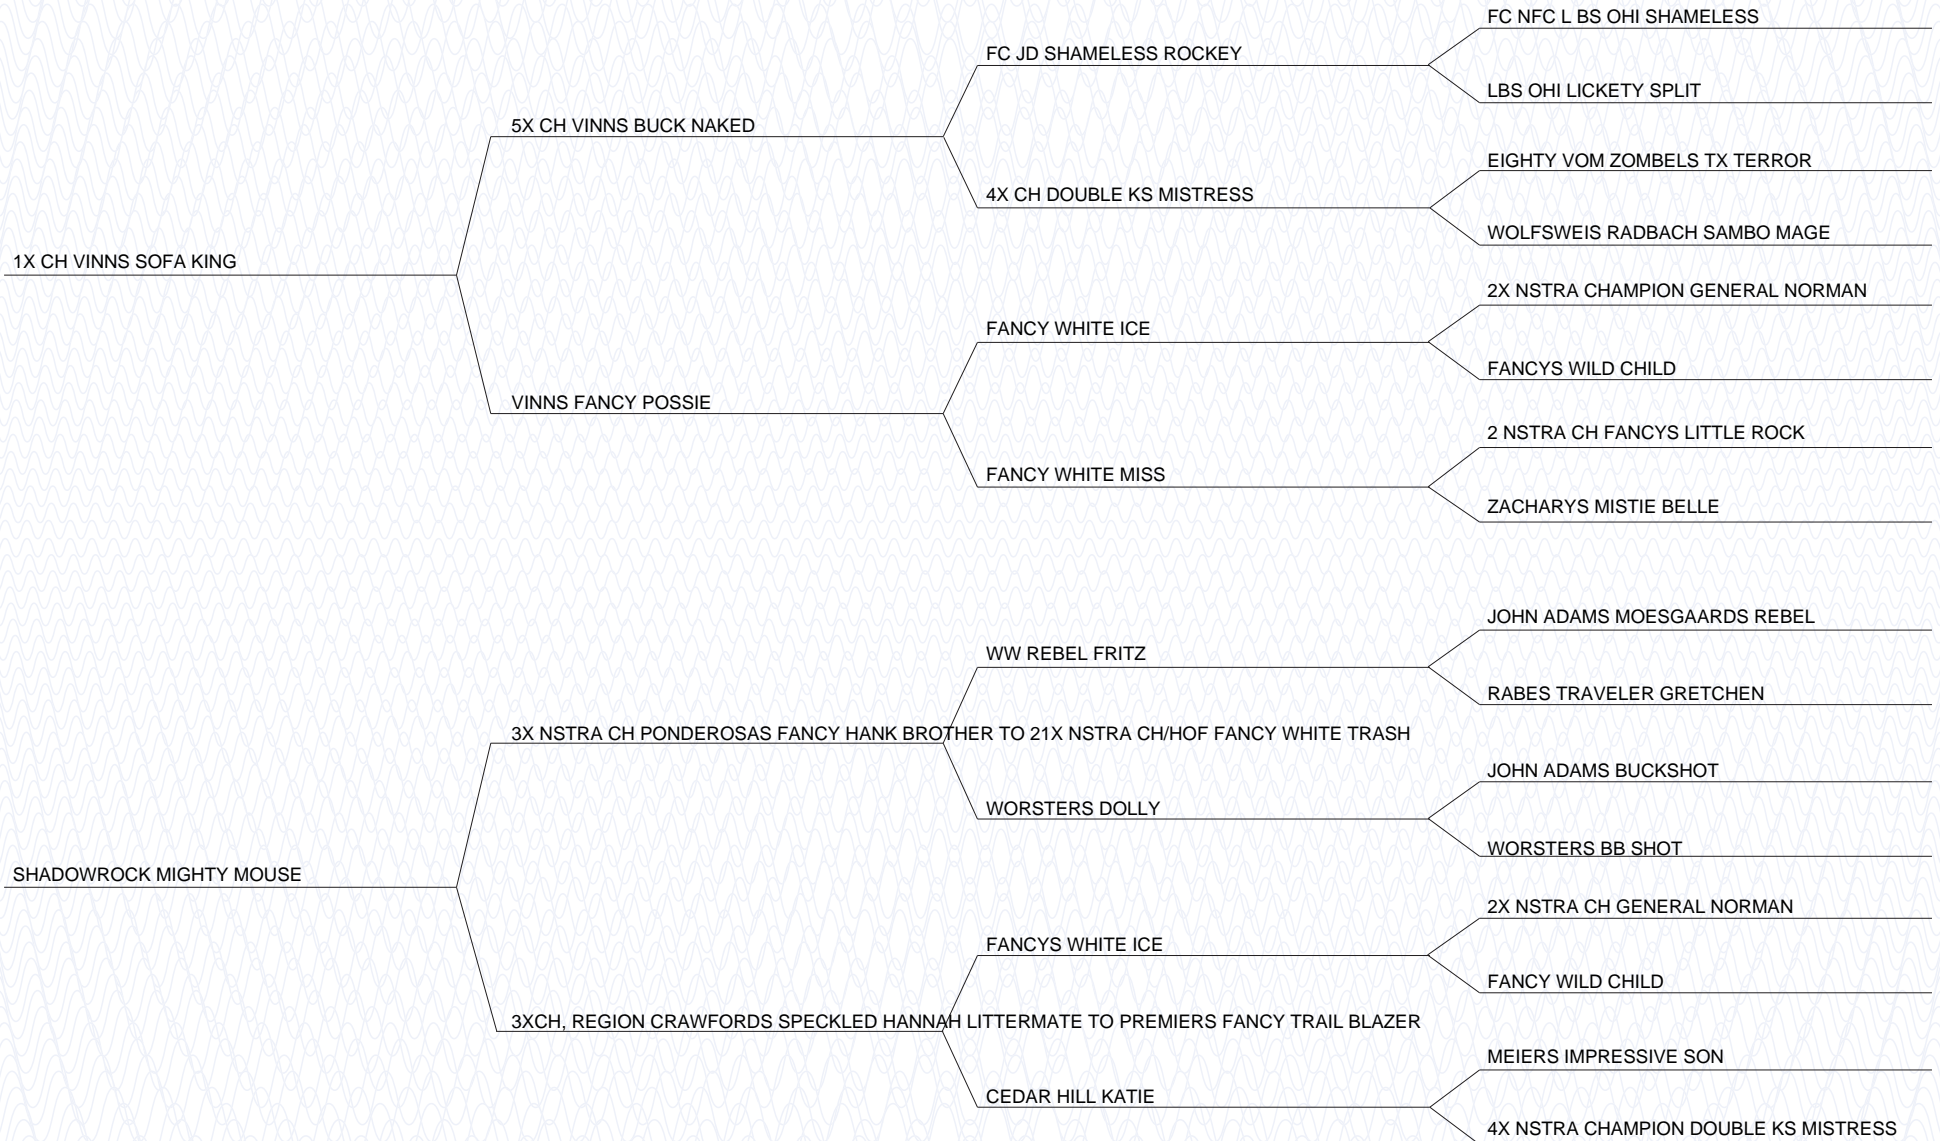 FC NFC L BS OHI SHAMELESS
FC JD SHAMELESS ROCKEY
LBS OHI LICKETY SPLIT
5X CH VINNS BUCK NAKED
EIGHTY VOM ZOMBELS TX TERROR
4X CH DOUBLE KS MISTRESS
WOLFSWEIS RADBACH SAMBO MAGE
1X CH VINNS SOFA KING
2X NSTRA CHAMPION GENERAL NORMAN
FANCY WHITE ICE
FANCYS WILD CHILD
VINNS FANCY POSSIE
2 NSTRA CH FANCYS LITTLE ROCK
FANCY WHITE MISS
ZACHARYS MISTIE BELLE
JOHN ADAMS MOESGAARDS REBEL
WW REBEL FRITZ
RABES TRAVELER GRETCHEN
3X NSTRA CH PONDEROSAS FANCY HANK BROTHER TO 21X NSTRA CH/HOF FANCY WHITE TRASH
JOHN ADAMS BUCKSHOT
WORSTERS DOLLY
WORSTERS BB SHOT
SHADOWROCK MIGHTY MOUSE
2X NSTRA CH GENERAL NORMAN
FANCYS WHITE ICE
FANCY WILD CHILD
3XCH, REGION CRAWFORDS SPECKLED HANNAH LITTERMATE TO PREMIERS FANCY TRAIL BLAZER
MEIERS IMPRESSIVE SON
CEDAR HILL KATIE
4X NSTRA CHAMPION DOUBLE KS MISTRESS